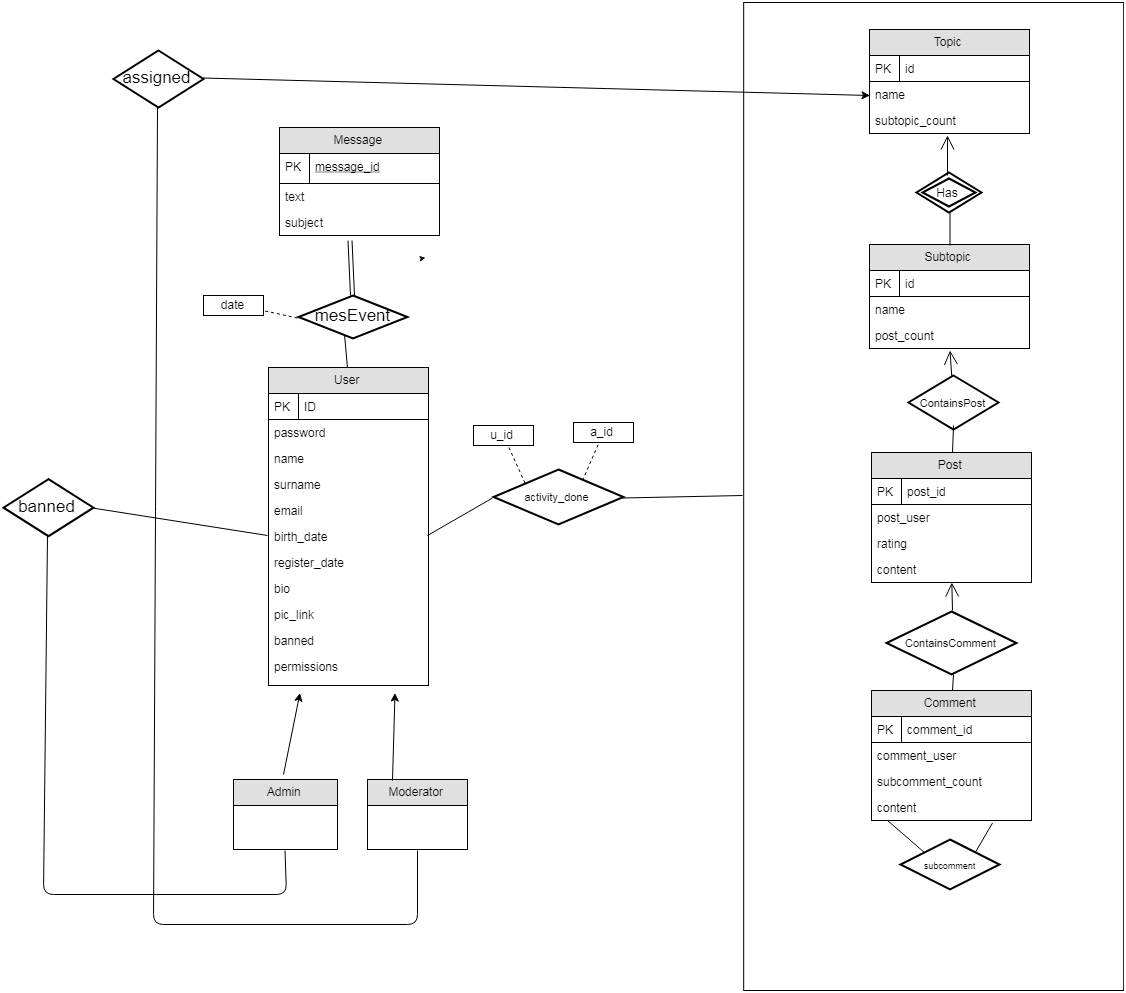 assigned
Message
PK message_id
text
subject
date
mesEvent
User
PK ID
password
name
surname
email
birth_date
register_date
bio
pic_link
banned
permissions
u_id
a_id
activity_done
banned
Admin
Moderator
Topic
PK id
name
subtopic_count
Has
Subtopic
PK id
name
post_count
ContainsPost
Post
PK post_id
post_user
rating
content
ContainsComment
Comment
PK comment_id
comment_user
subcomment_count
content
subcomment